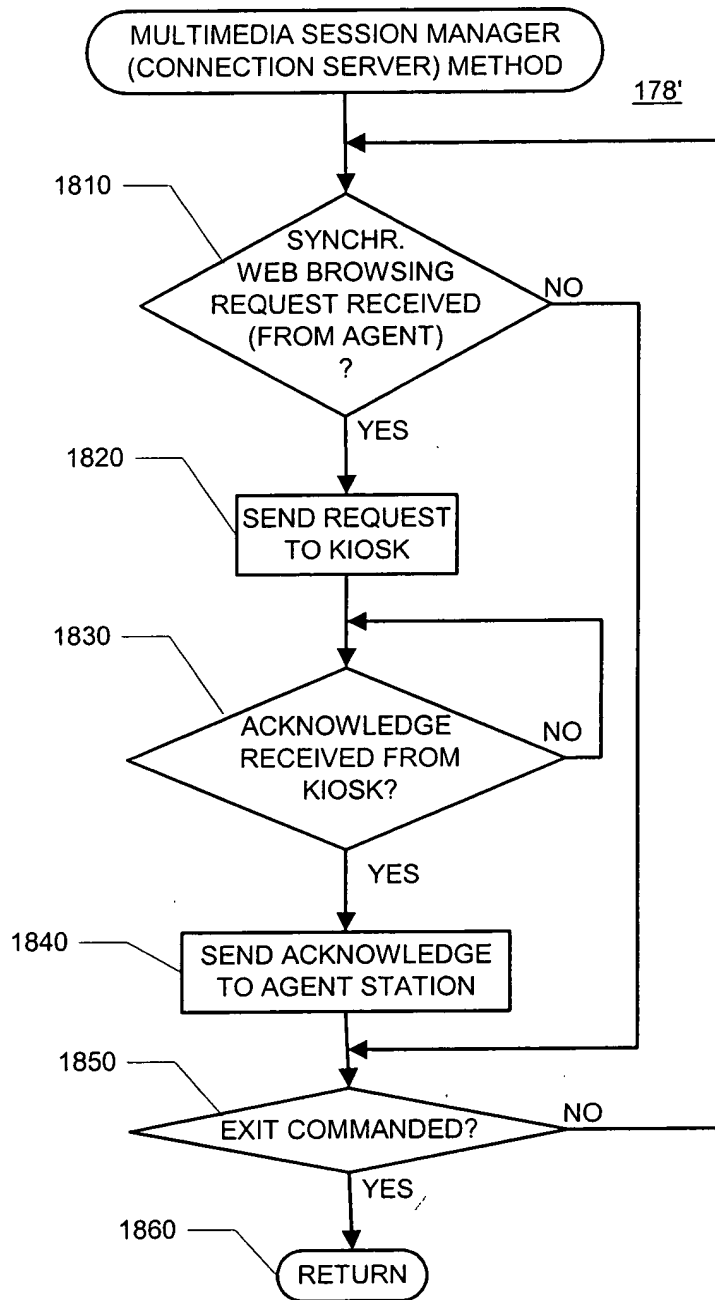 MULTIMEDIA SESSION MANAGER
(CONNECTION SERVER) METHOD
178'
1810
SYNCHR.
WEB BROWSING
REQUEST RECEIVED
(FROM AGENT)
?
NO
YES
1820
SEND REQUEST
TO KIOSK
1830
ACKNOWLEDGE
RECEIVED FROM
KIOSK?
NO
YES
1840
SEND ACKNOWLEDGE
TO AGENT STATION
1850
EXIT COMMANDED?
NO
YES
1860
RETURN